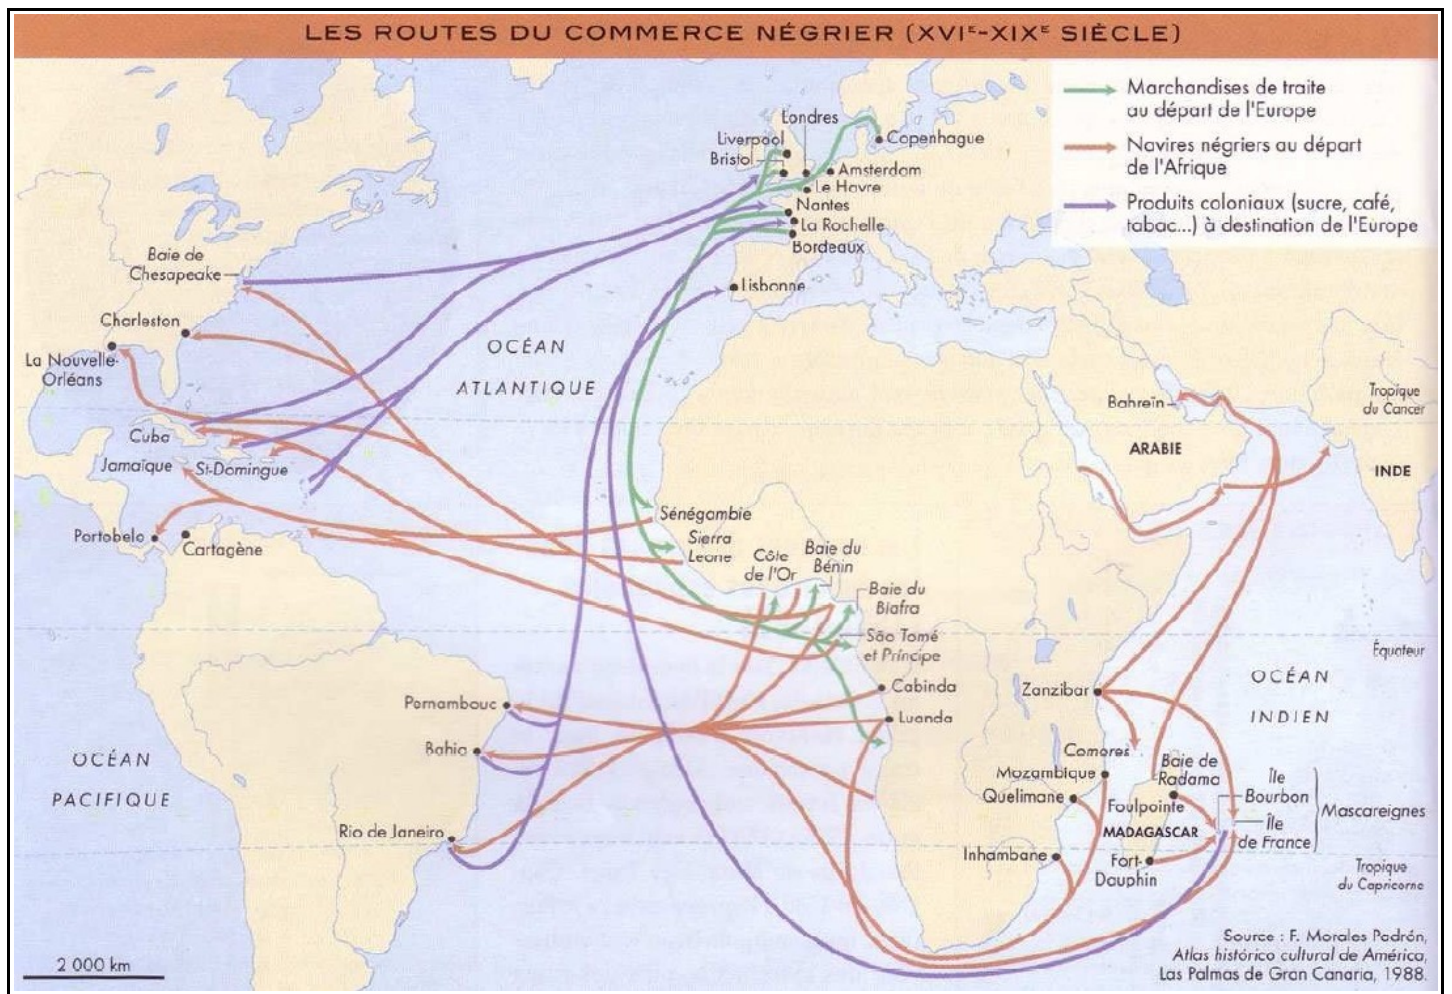 LES ROUTES DU COMMERCE NÉGRIER (XVIᵉ-XIXᵉ SIÈCLE)
Marchandises de traite
au départ de l'Europe
Navires négriers au départ
de l'Afrique
Produits coloniaux (sucre, café,
tabac...) à destination de l'Europe
Londres
Liverpool
Bristol
Copenhague
Amsterdam
Le Havre
Nantes
La Rochelle
Bordeaux
Lisbonne
Baie de
Chesapeake
Charleston
La Nouvelle-
Orléans
OCÉAN
ATLANTIQUE
Cuba
Jamaïque
St-Domingue
Portobelo
Cartagène
Bahreïn
ARABIE
Tropique
du Cancer
INDE
Sénégambie
Sierra
Leone
Côte
de l'Or
Baie du
Bénin
Baie du
Biafra
São Tomé
et Príncipe
Équateur
Cabinda
Luanda
Zanzibar
OCÉAN
INDIEN
Pernambouc
Bahia
Rio de Janeiro
OCÉAN
PACIFIQUE
Comores
Mozambique
Quelimane
Inhambane
Baie de
Radama
Foulpointe
MADAGASCAR
Fort-
Dauphin
Île
Bourbon
Île
de France
Mascareignes
Tropique
du Capricorne
2 000 km
Source : F. Morales Padrón,
Atlas histórico cultural de América,
Las Palmas de Gran Canaria, 1988.